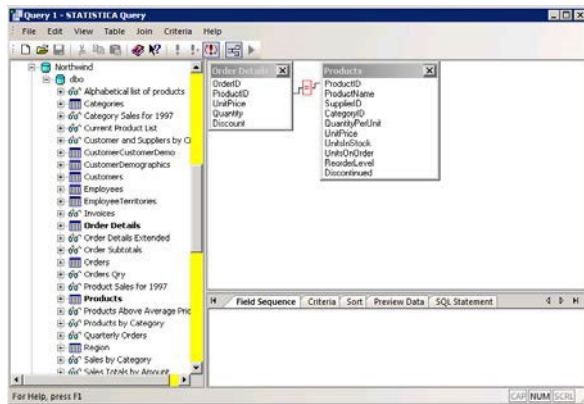 Query 1 - STATISTICA Query
File Edit View Table Join Criteria Help
Northwind
dbo
Alphabetical list of products
Categories
Category Sales for 1997
Current Product List
Customer and Suppliers by Ci
CustomerCustomerDemo
CustomerDemographics
Customers
Employees
EmployeeTerritories
Invoices
Order Details
Order Details Extended
Order Subtotals
Orders
Orders Qry
Product Sales for 1997
Products
Products Above Average Pric
Products by Category
Quarterly Orders
Region
Sales by Category
Sales Totals by Amount
Order Details
OrderID
ProductID
UnitPrice
Quantity
Discount
Products
ProductID
ProductName
SupplierID
CategoryID
QuantityPerUnit
UnitPrice
UnitsInStock
UnitsOnOrder
ReorderLevel
Discontinued
Field Sequence Criteria Sort Preview Data SQL Statement
For Help, press F1
CAP NUM SCRL